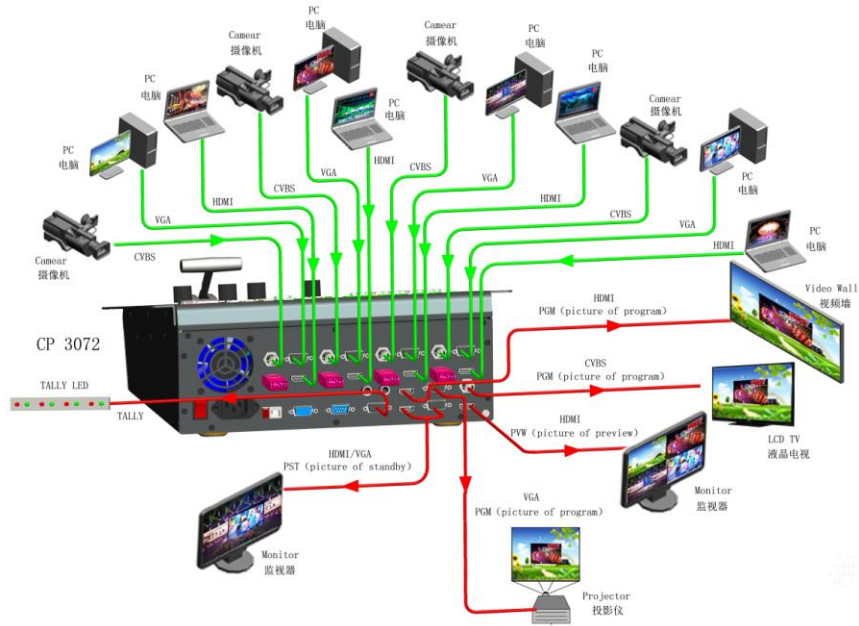 PC
电脑
Camear
摄像机
PC
电脑
Camear
摄像机
PC
电脑
PC
电脑
PC
电脑
PC
电脑
Camear
摄像机
PC
电脑
PC
电脑
PC
电脑
Camear
摄像机
HDMI
CVBS
VGA
HDMI
CVBS
VGA
HDMI
CVBS
VGA
HDMI
VGA
CVBS
CP 3072
TALLY LED
TALLY
HDMI
PGM (picture of program)
Video Wall
视频墙
CVBS
PGM (picture of program)
LCD TV
液晶电视
HDMI
PVW (picture of preview)
Monitor
监视器
HDMI/VGA
PST (picture of standby)
Monitor
监视器
VGA
PGM (picture of program)
Projector
投影仪